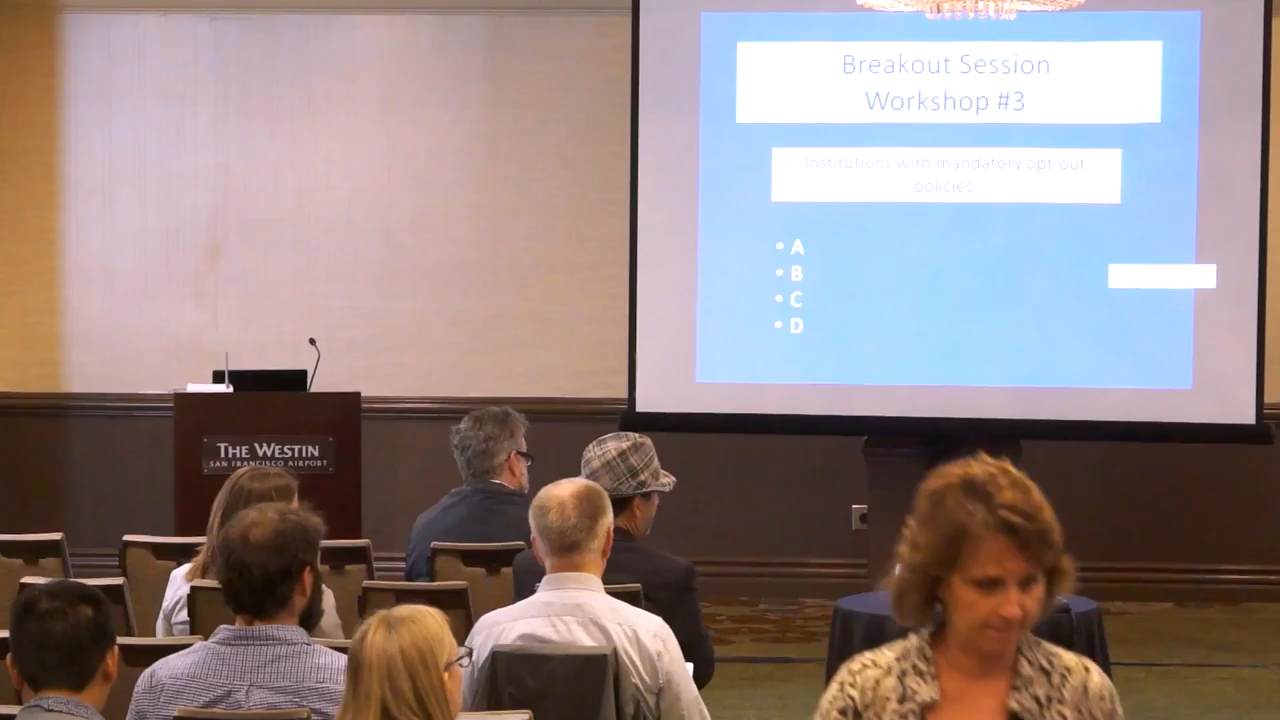 Breakout Session
Workshop #3
Institutions with mandatory opt-out
policies
• A
• B
• C
• D
THE WESTIN
SAN FRANCISCO AIRPORT